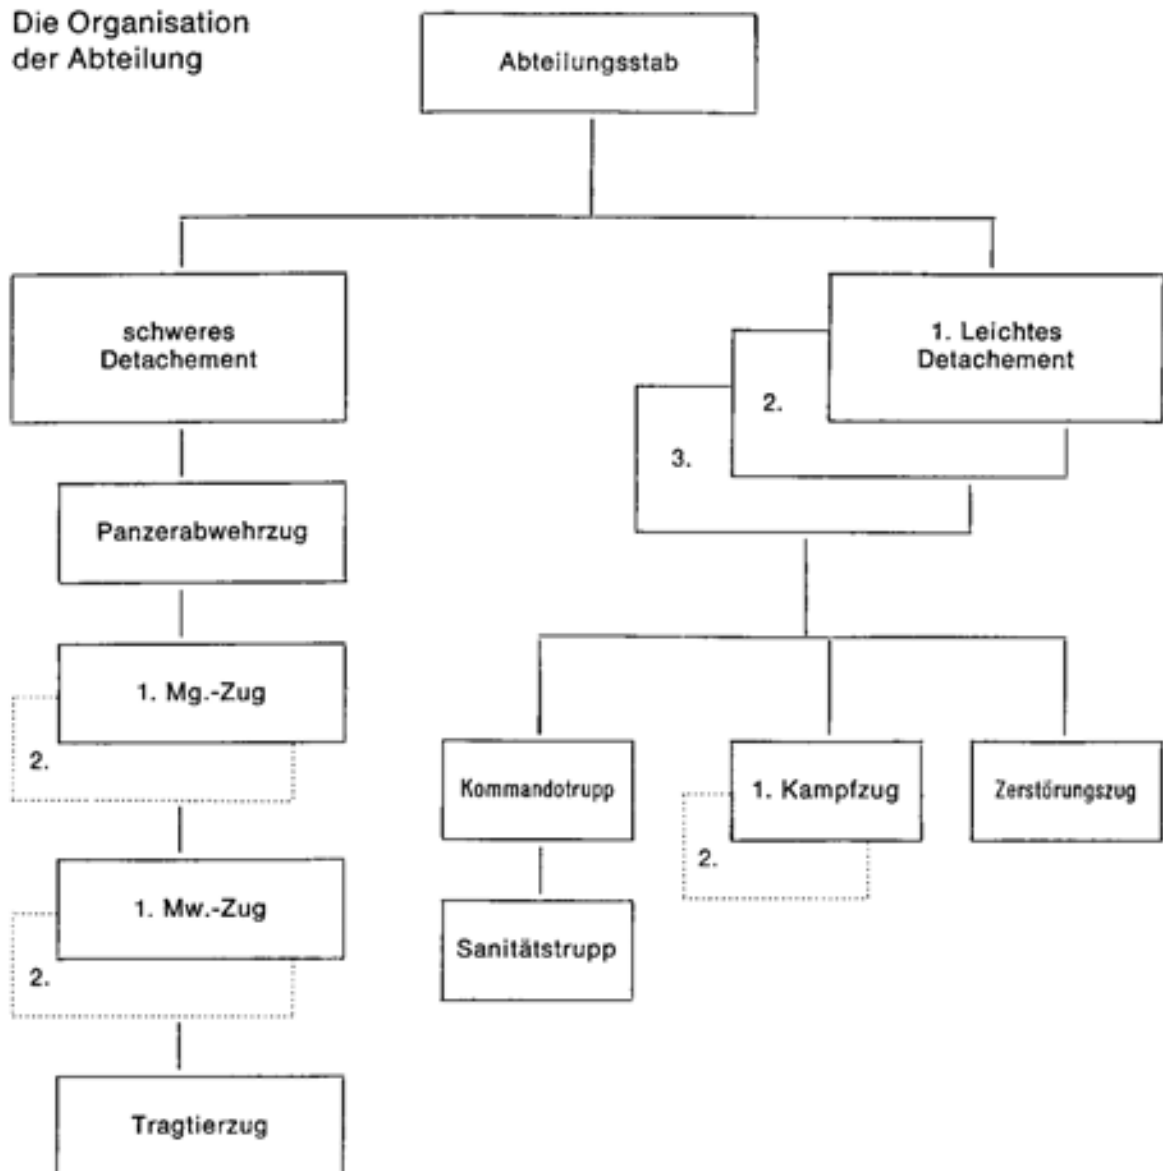 Die Organisation
der Abteilung
Abteilungsstab
schweres
Detachement
1. Leichtes
Detachement
2.
3.
Panzerabwehrzug
1. Mg.-Zug
2.
Kommandotrupp
1. Kampfzug
Zerstörungszug
2.
1. Mw.-Zug
2.
Sanitätstrupp
Tragtierzug